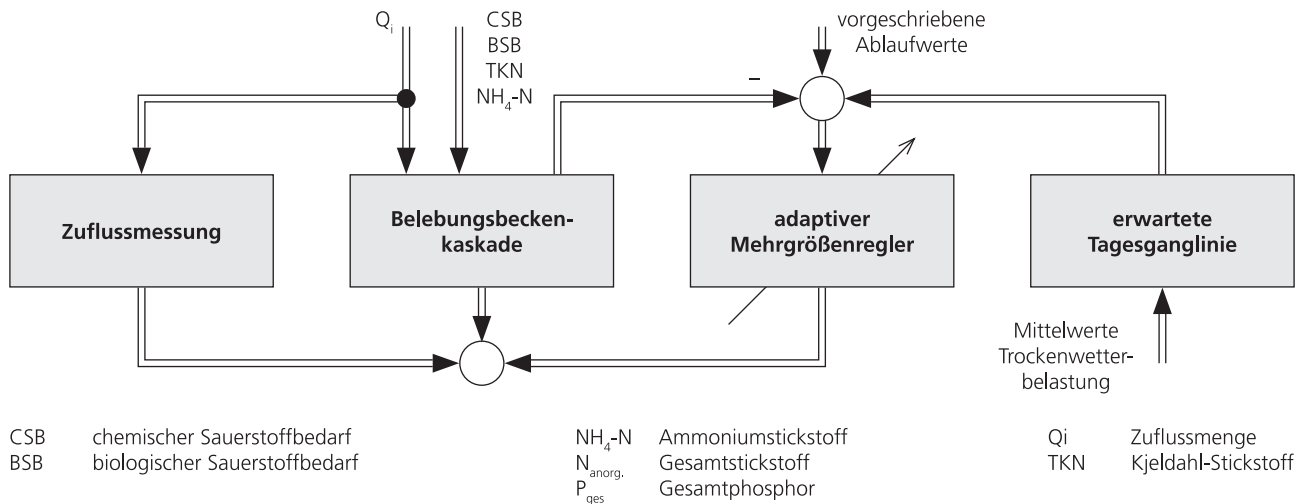 Qi
CSB
BSB
TKN
NH4-N
vorgeschriebene
Ablaufwerte
–
Zuflussmessung
Belebungsbecken-
kaskade
adaptiver
Mehrgrößenregler
erwartete
Tagesganglinie
Mittelwerte
Trockenwetter-
belastung
CSB chemischer Sauerstoffbedarf
BSB biologischer Sauerstoffbedarf
NH4-N Ammoniumstickstoff
Nanorg. Gesamtstickstoff
Pges Gesamtphosphor
Qi Zuflussmenge
TKN Kjeldahl-Stickstoff